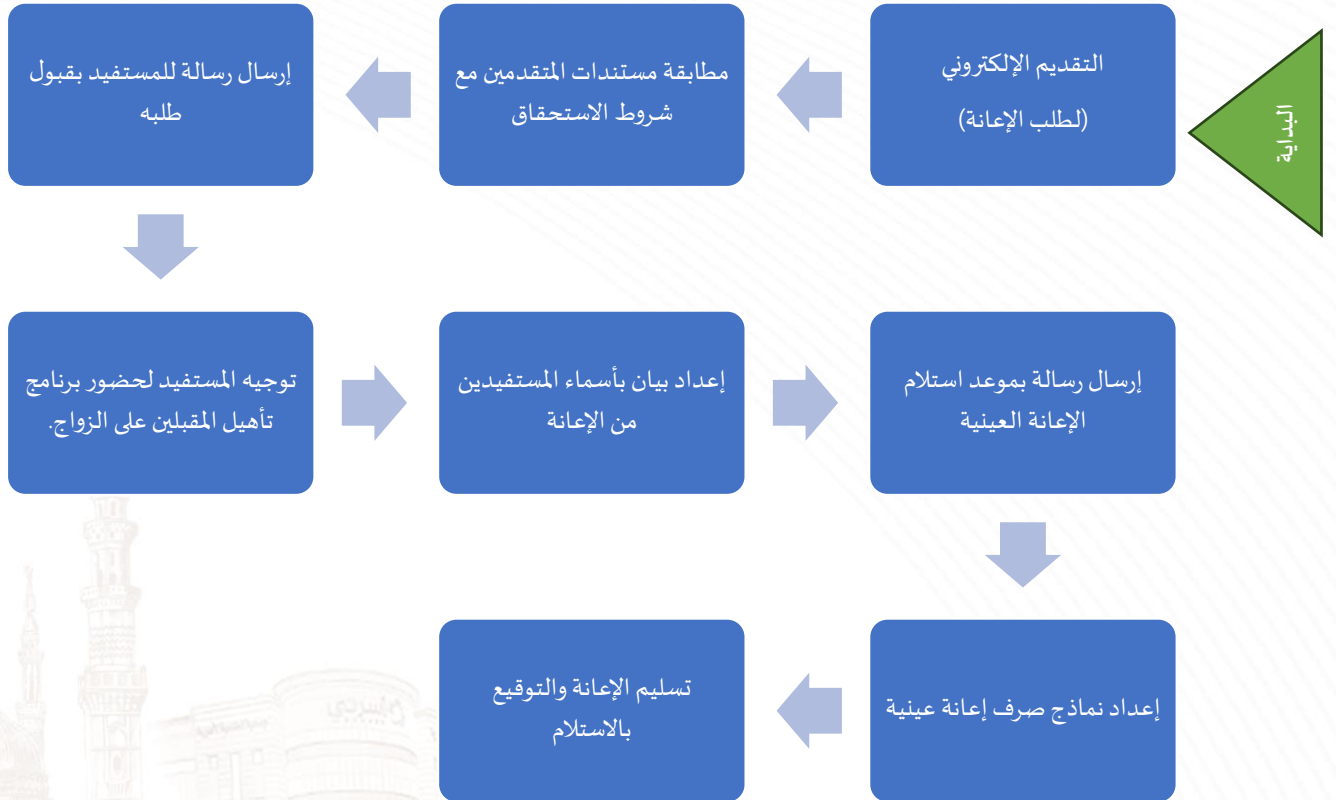 البداية
التقديم الإلكتروني
(لطلب الإعانة)
مطابقة مستندات المتقدمين مع
شروط الاستحقاق
إرسال رسالة للمستفيد بقبول
طلبه
توجيه المستفيد لحضور برنامج
تأهيل المقبلين على الزواج.
إعداد بيان بأسماء المستفيدين
من الإعانة
إرسال رسالة بموعد استلام
الإعانة العينية
إعداد نماذج صرف إعانة عينية
تسليم الإعانة والتوقيع
بالاستلام